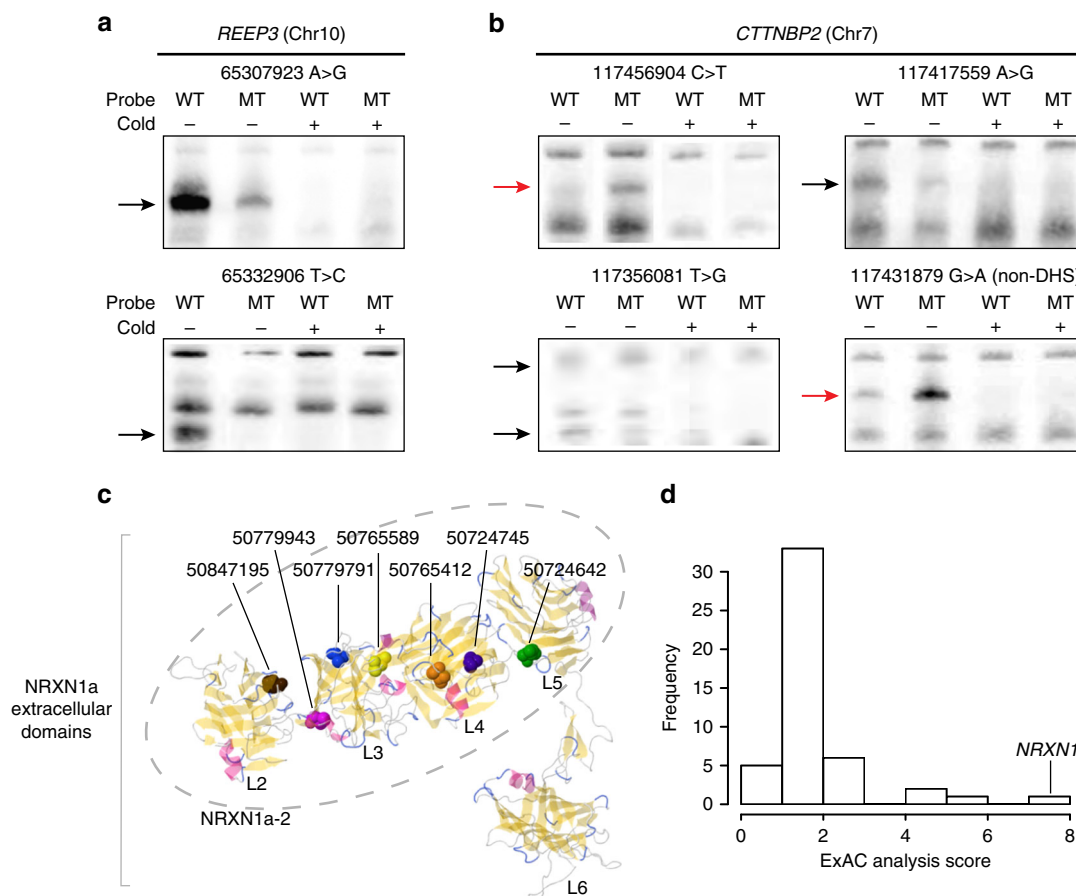 a
REEP3 (Chr10)
65307923 A>G
Probe WT MT WT MT
Cold – – + +
65332906 T>C
Probe WT MT WT MT
Cold – – + +
b
CTTNBP2 (Chr7)
117456904 C>T
WT MT WT MT
– – + +
117417559 A>G
WT MT WT MT
– – + +
117356081 T>G
WT MT WT MT
– – + +
117431879 G>A (non-DHS)
WT MT WT MT
– – + +
c
50779943 50765589 50724745
50847195 50779791 50765412 50724642
NRXN1a
extracellular
domains
L2
L3
L4
L5
L6
NRXN1a-2
d
Frequency
30
25
20
15
10
5
0
NRXN1
0 2 4 6 8
ExAC analysis score